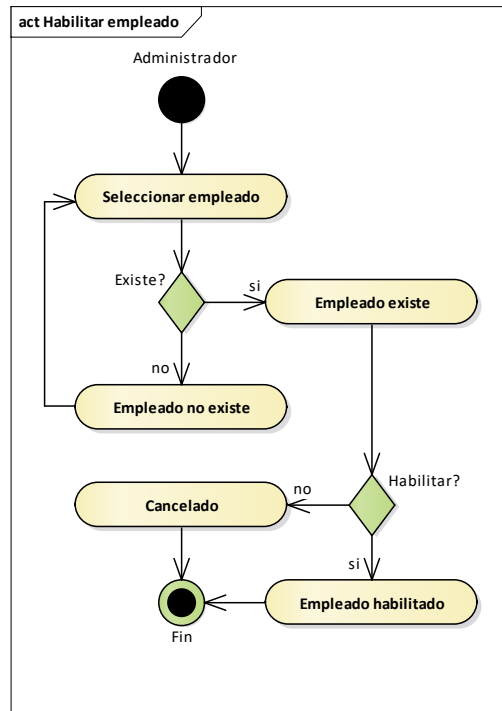 act Habilitar empleado
Administrador
Seleccionar empleado
Existe?
si
Empleado existe
no
Empleado no existe
Habilitar?
no
Cancelado
si
Empleado habilitado
Fin